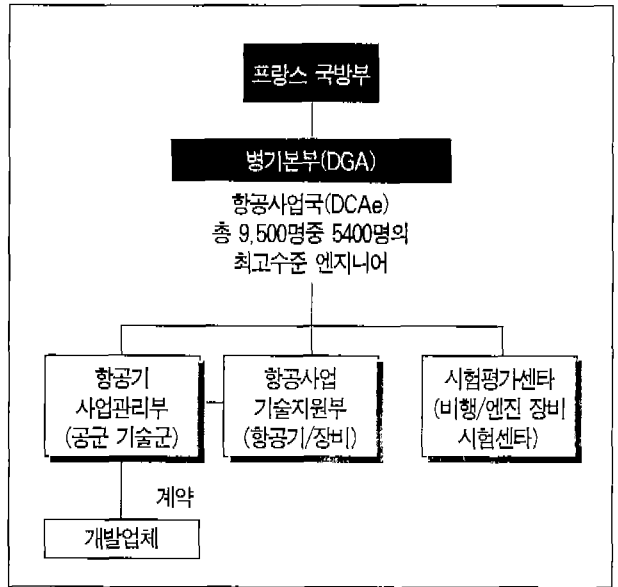 프랑스 국방부
병기본부(DGA)
항공사업국(DCAe)
총 9,500명중 5400명의
최고수준 엔지니어
항공기
사업관리부
(공군 기술군)
항공사업
기술지원부
(항공기/장비)
시험평가센타
(비행/엔진 장비
시험센타)
계약
개발업체